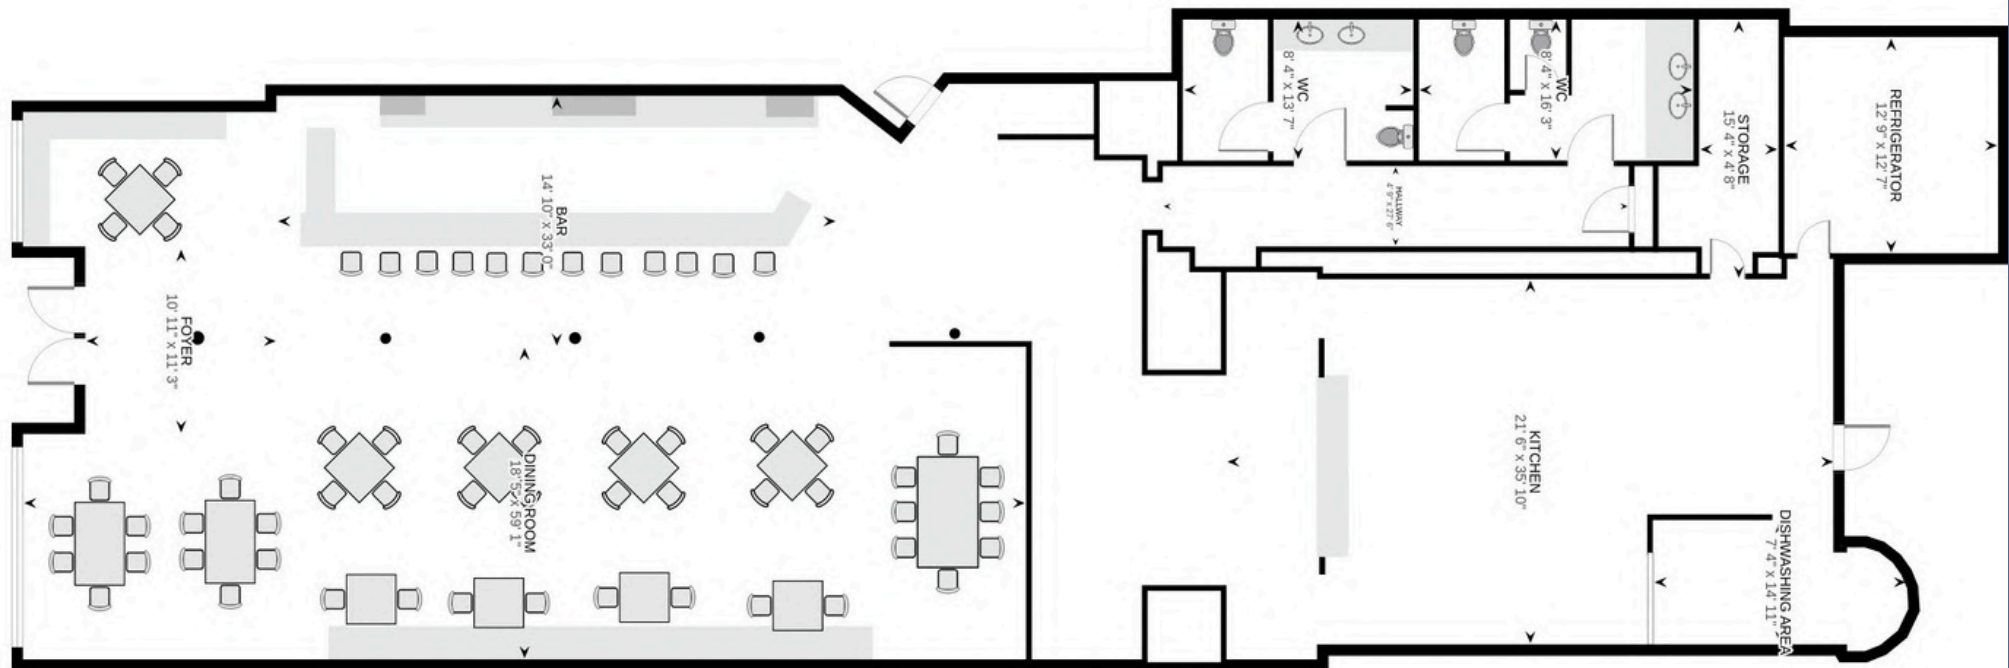 FOYER
10' 11" x 11' 3"
BAR
14' 10" x 33' 0"
DINING ROOM
18' 5" x 59' 1"
WC
8' 4" x 13' 7"
WC
8' 4" x 16' 3"
HALLWAY
4' 9" x 27' 6"
STORAGE
15' 4" x 4' 8"
REFRIGERATOR
12' 9" x 12' 7"
KITCHEN
21' 6" x 35' 10"
DISHWASHING AREA
7' 4" x 14' 11"